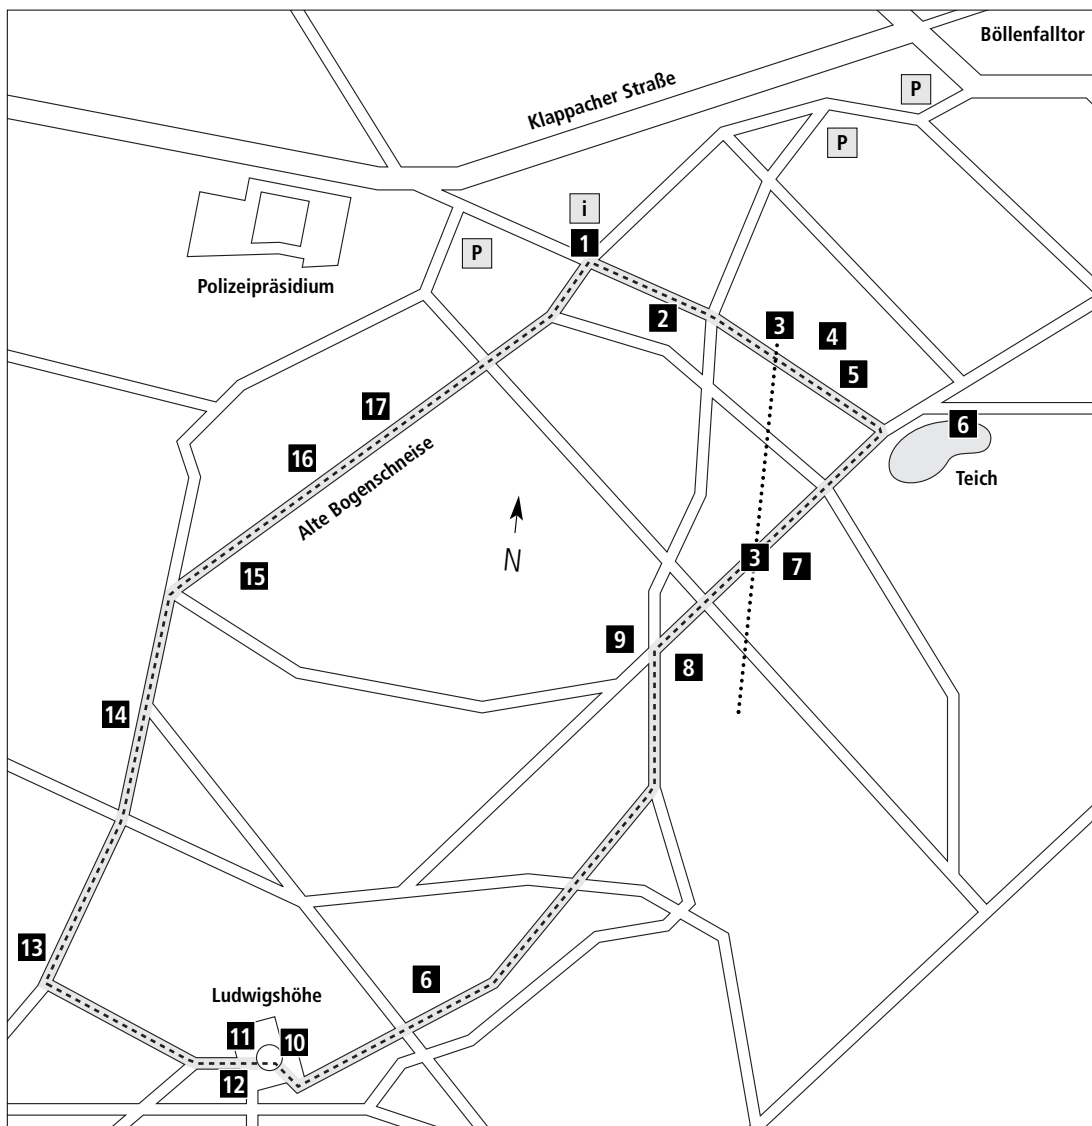 Böllenfalltor
Klappacher Straße
P
P
i
1
P
Polizeipräsidium
2
3
4
5
17
6
Teich
16
Alte Bogenschneise
N
3
7
15
9
8
14
13
6
Ludwigshöhe
11
10
12